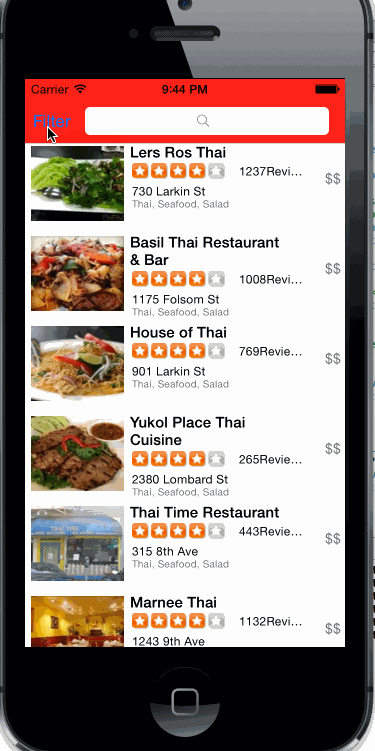 Carrier 9:44 PM
Filter
Lers Ros Thai
1237Revi...
$$
730 Larkin St
Thai, Seafood, Salad
Basil Thai Restaurant
& Bar
1008Revi...
$$
1175 Folsom St
Thai, Seafood, Salad
House of Thai
769Revie...
$$
901 Larkin St
Thai, Seafood, Salad
Yukol Place Thai
Cuisine
265Revie...
$$
2380 Lombard St
Thai, Seafood, Salad
Thai Time Restaurant
443Revie...
$$
315 8th Ave
Thai, Seafood, Salad
Marnee Thai
1132Revi...
$$
1243 9th Ave